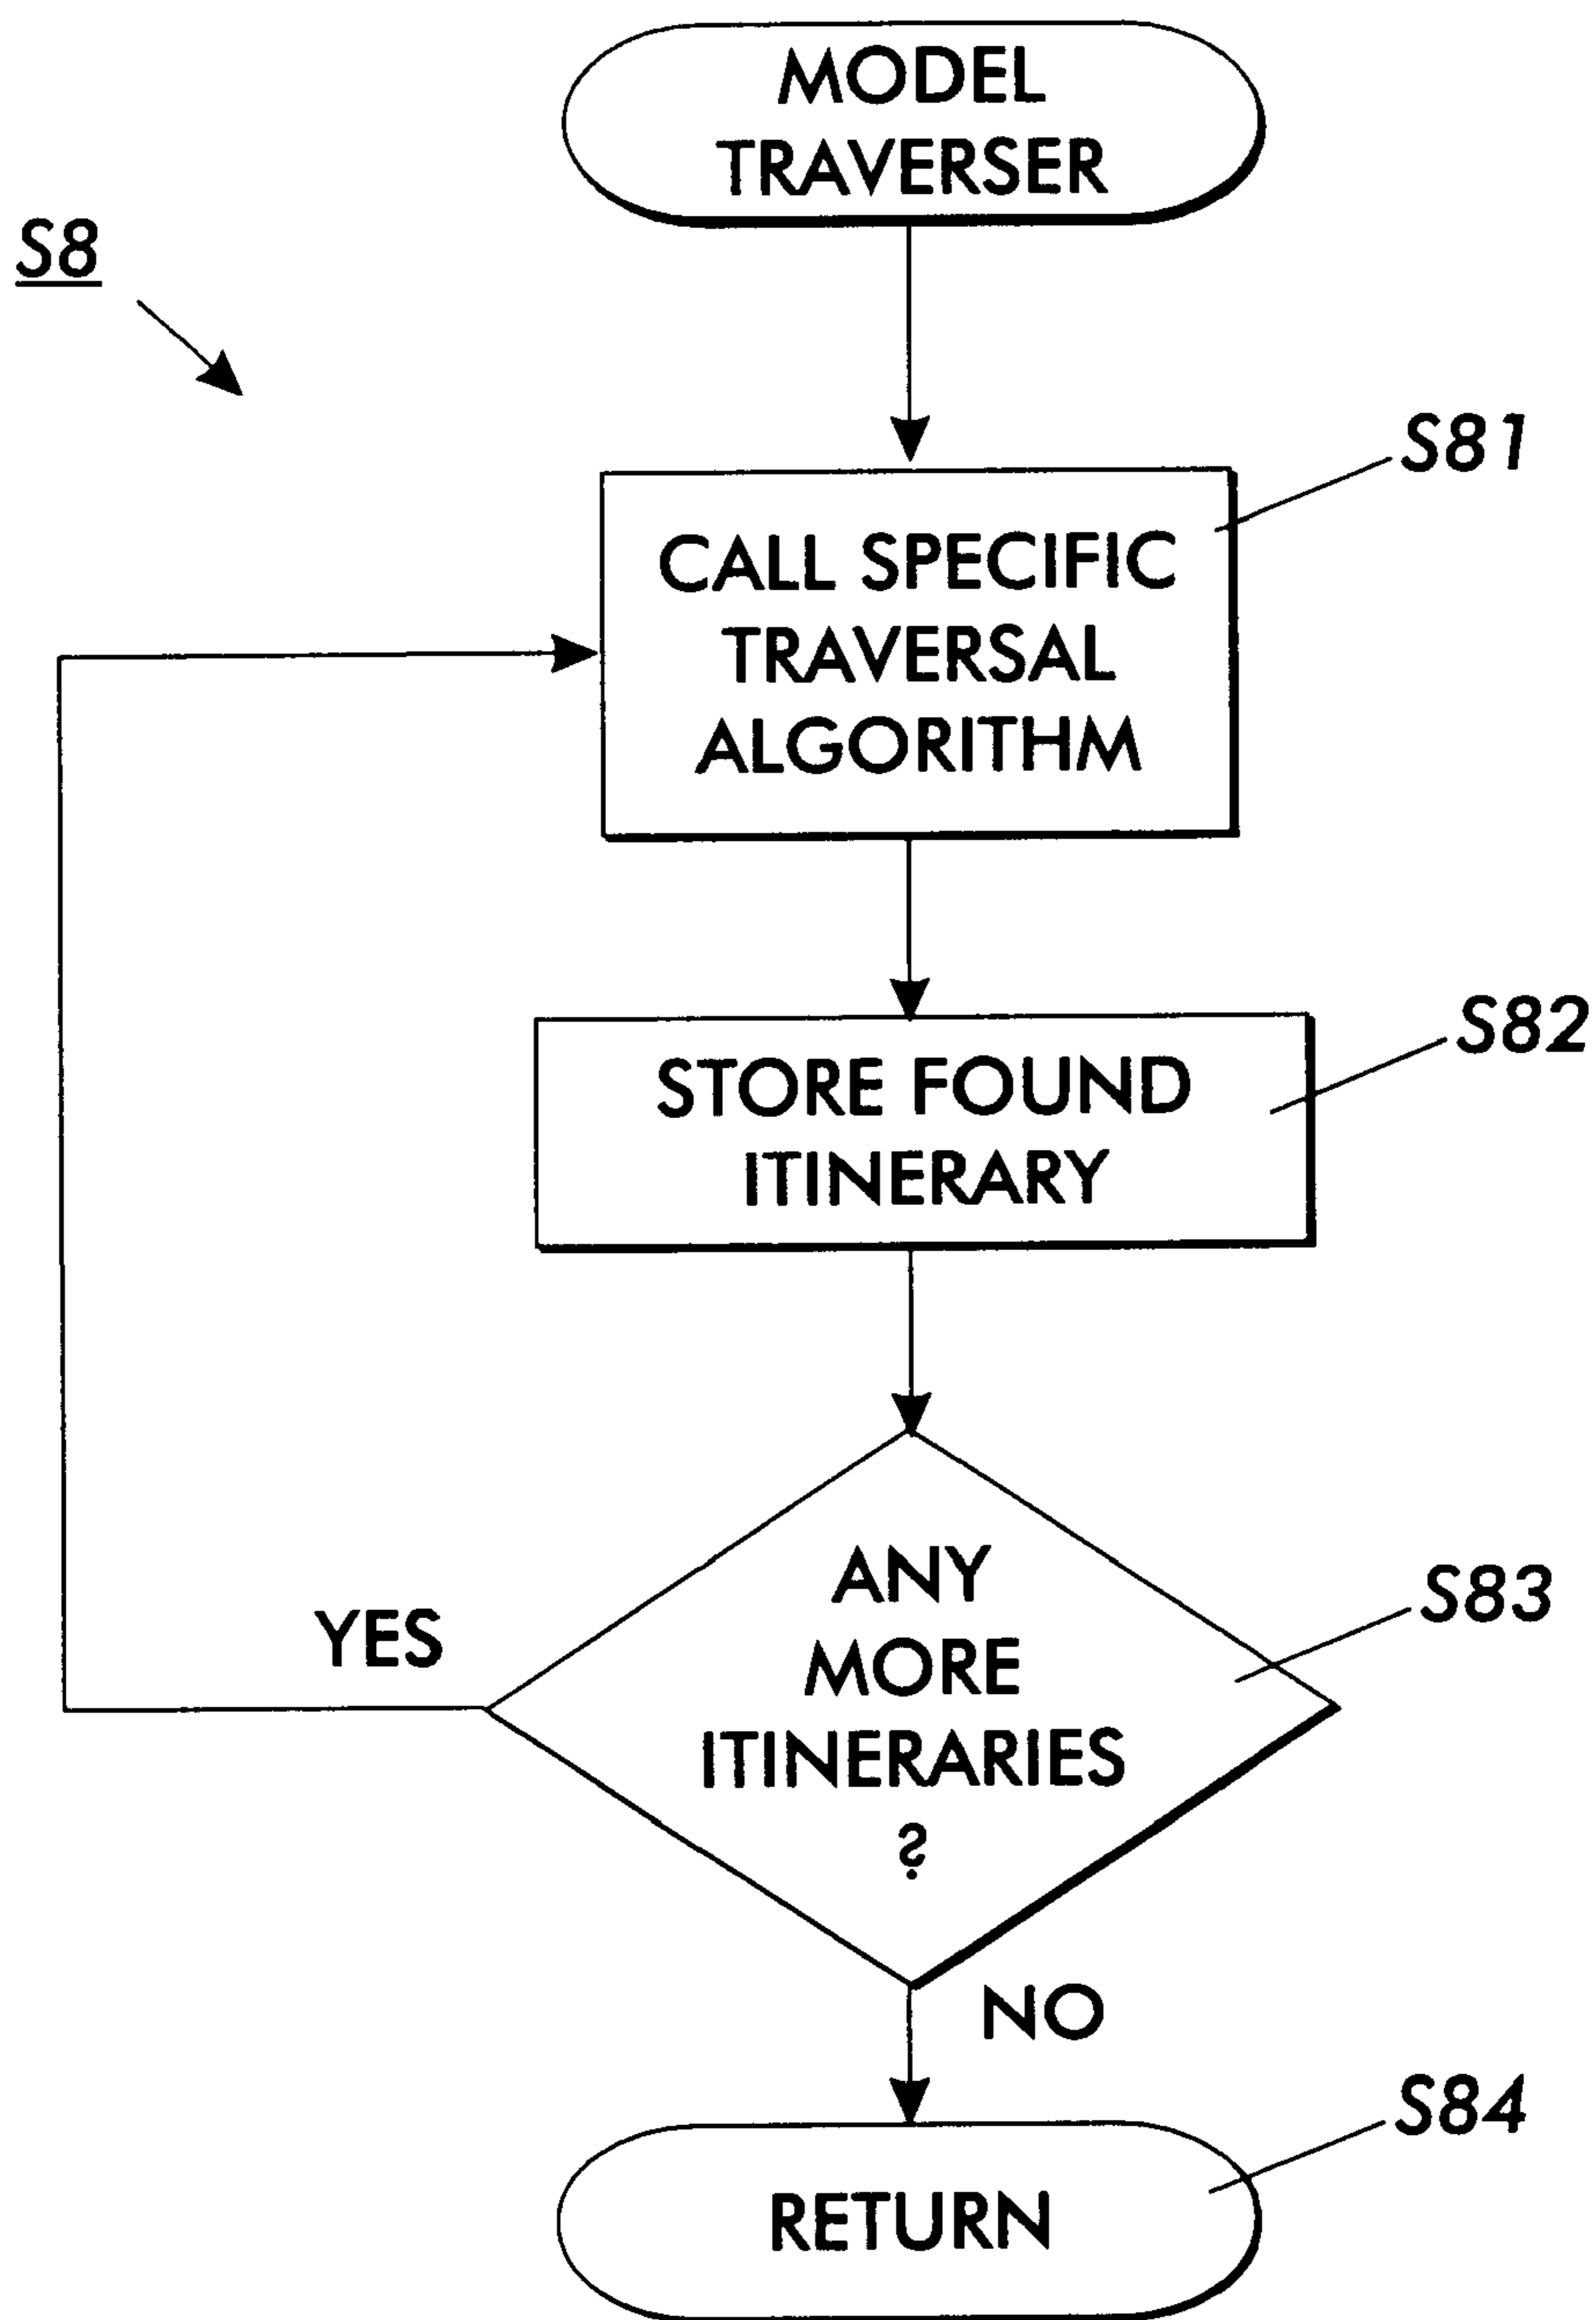 MODEL
TRAVERSER
S8
S81
CALL SPECIFIC
TRAVERSAL
ALGORITHM
S82
STORE FOUND
ITINERARY
S83
ANY
MORE
ITINERARIES
?
YES
NO
S84
RETURN